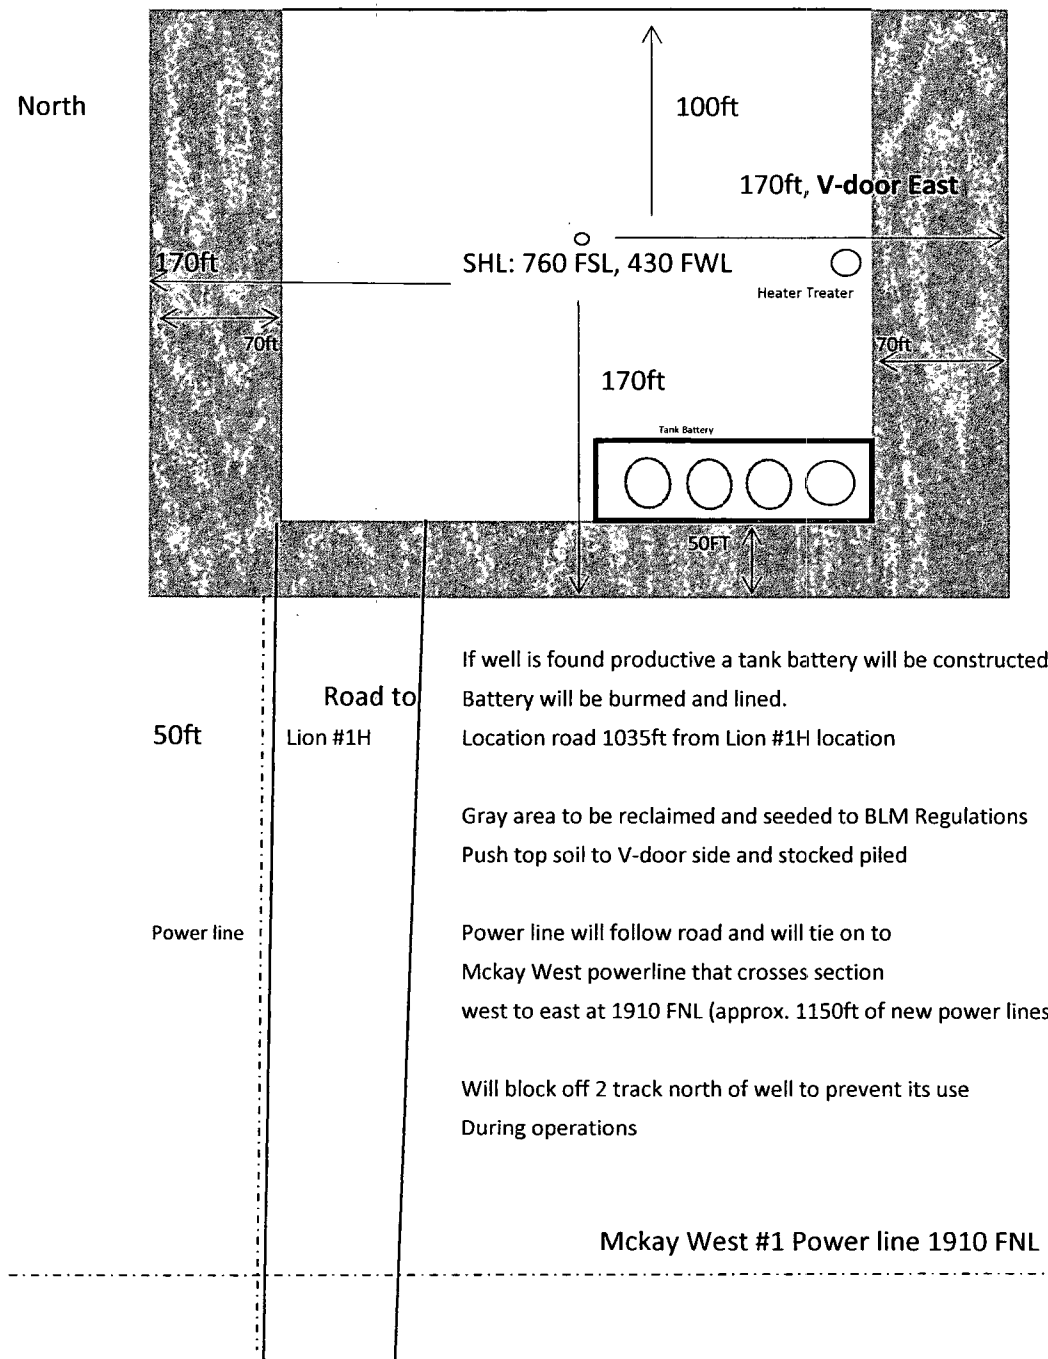 North
100ft
170ft, V-door East
170ft
SHL: 760 FSL, 430 FWL
Heater Treater
70ft
70ft
170ft
Tank Battery
50FT
If well is found productive a tank battery will be constructed
Road to
Battery will be burmed and lined.
50ft
Lion #1H
Location road 1035ft from Lion #1H location
Gray area to be reclaimed and seeded to BLM Regulations
Push top soil to V-door side and stocked piled
Power line
Power line will follow road and will tie on to
Mckay West powerline that crosses section
west to east at 1910 FNL (approx. 1150ft of new power lines
Will block off 2 track north of well to prevent its use
During operations
Mckay West #1 Power line 1910 FNL